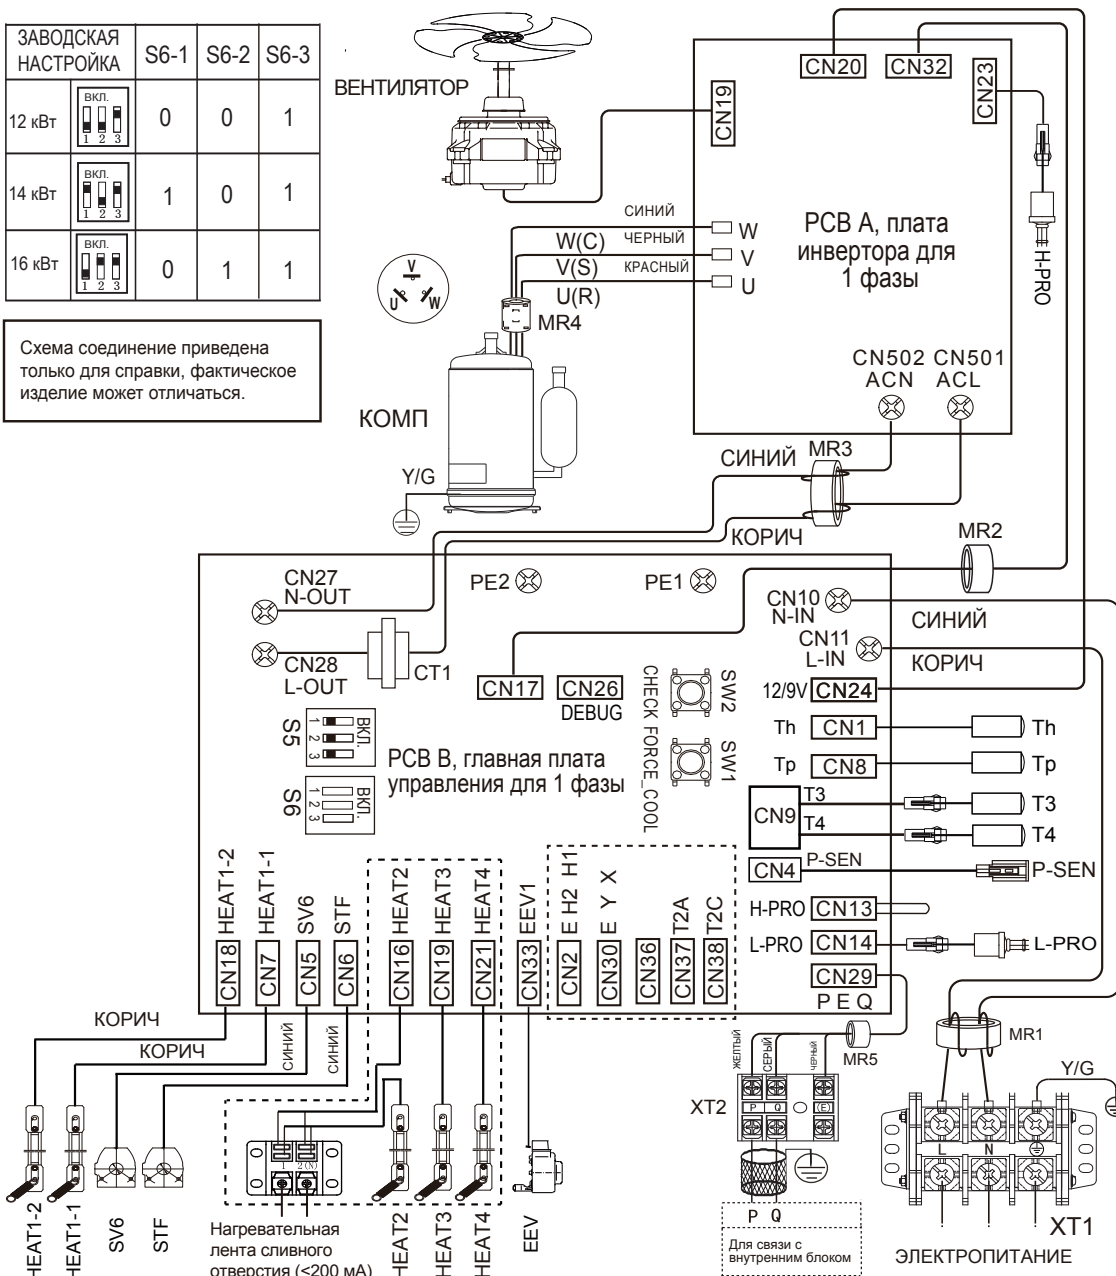 ЗАВОДСКАЯ
НАСТРОЙКА
S6-1
S6-2
S6-3
12 кВт
ВКЛ.
1 2 3
0
0
1
14 кВт
ВКЛ.
1 2 3
1
0
1
16 кВт
ВКЛ.
1 2 3
0
1
1
Схема соединение приведена
только для справки, фактическое
изделие может отличаться.
ВЕНТИЛЯТОР
CN19
CN20
CN32
CN23
H-PRO
PCB A, плата
инвертора для
1 фазы
СИНИЙ
W(C)
ЧЕРНЫЙ
V(S)
КРАСНЫЙ
U(R)
W
V
U
V
U
W
MR4
КОМП
Y/G
CN502
ACN
CN501
ACL
СИНИЙ
MR3
КОРИЧ
MR2
CN27
N-OUT
PE2
PE1
CN10
N-IN
СИНИЙ
CN11
L-IN
КОРИЧ
CN28
L-OUT
CT1
CN17
CN26
DEBUG
CHECK
FORCE_COOL
SW2
SW1
S5
1
2
3
ВКЛ.
S6
1
2
3
ВКЛ.
PCB B, главная плата
управления для 1 фазы
12/9V
CN24
Th
CN1
Th
Tp
CN8
Tp
CN9
T3
T3
T4
T4
CN4
P-SEN
P-SEN
H-PRO
CN13
L-PRO
CN14
L-PRO
CN29
P E Q
CN18
HEAT1-2
CN7
HEAT1-1
CN5
SV6
CN6
STF
CN16
HEAT2
CN19
HEAT3
CN21
HEAT4
CN33
EEV1
CN2
E H2 H1
CN30
E Y X
CN36
CN37
T2A
CN38
T2C
КОРИЧ
КОРИЧ
СИНИЙ
СИНИЙ
ЖЕЛТЫЙ
СЕРЫЙ
ЧЕРНЫЙ
MR5
MR1
Y/G
XT2
P
Q
(E)
P Q
Для связи с
внутренним блоком
L
N
XT1
ЭЛЕКТРОПИТАНИЕ
HEAT1-2
HEAT1-1
SV6
STF
1
2(N)
Нагревательная
лента сливного
отверстия (<200 мА)
HEAT2
HEAT3
HEAT4
EEV